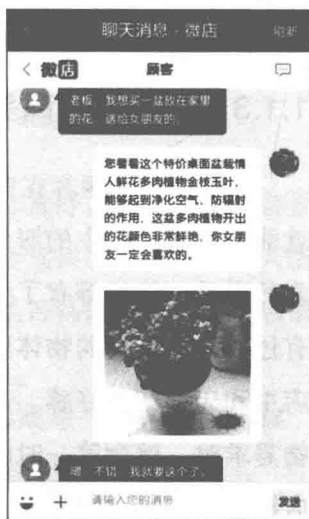 聊天消息 - 微店
刷新
微店
顾客
老板，我想买一盆放在家里
的花，送给女朋友的。
您看看这个特价桌面盆栽情
人鲜花多肉植物金枝玉叶，
能够起到净化空气、防辐射
的作用，这盆多肉植物开出
的花颜色非常鲜艳，你女朋
友一定会喜欢的。
嗯，不错，我就要这个了。
请输入您的消息
发送